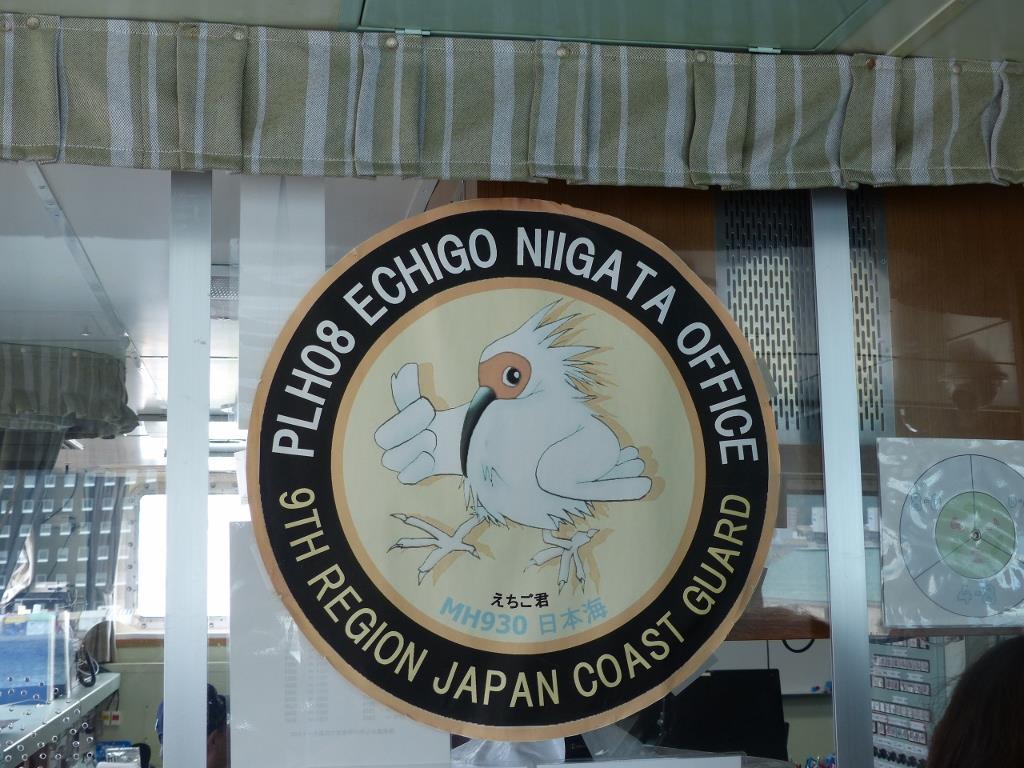 PLH08 ECHIGO NIIGATA OFFICE
えちご君
MH930 日本海
9TH REGION JAPAN COAST GUARD